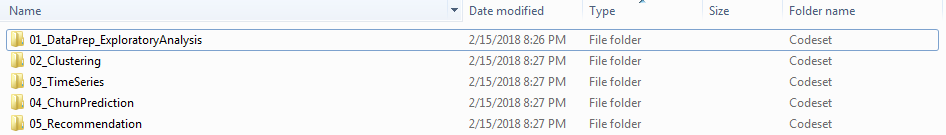 Name Date modified Type Size Folder name
01_DataPrep_ExploratoryAnalysis 2/15/2018 8:26 PM File folder Codeset
02_Clustering 2/15/2018 8:27 PM File folder Codeset
03_TimeSeries 2/15/2018 8:27 PM File folder Codeset
04_ChurnPrediction 2/15/2018 8:27 PM File folder Codeset
05_Recommendation 2/15/2018 8:27 PM File folder Codeset